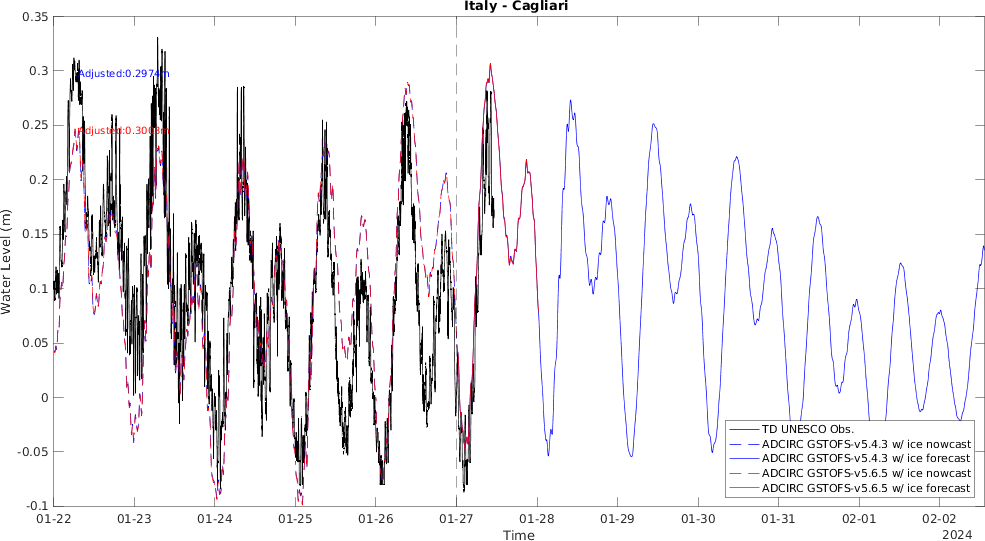 Italy - Cagliari
0.35
0.3
0.25
0.2
0.15
0.1
0.05
0
-0.05
-0.1
Water Level (m)
Adjusted:0.2974m
Adjusted:0.3003m
TD UNESCO Obs.
ADCIRC GSTOFS-v5.4.3 w/ ice nowcast
ADCIRC GSTOFS-v5.4.3 w/ ice forecast
ADCIRC GSTOFS-v5.6.5 w/ ice nowcast
ADCIRC GSTOFS-v5.6.5 w/ ice forecast
01-22 01-23 01-24 01-25 01-26 01-27 01-28 01-29 01-30 01-31 02-01 02-02
Time 2024